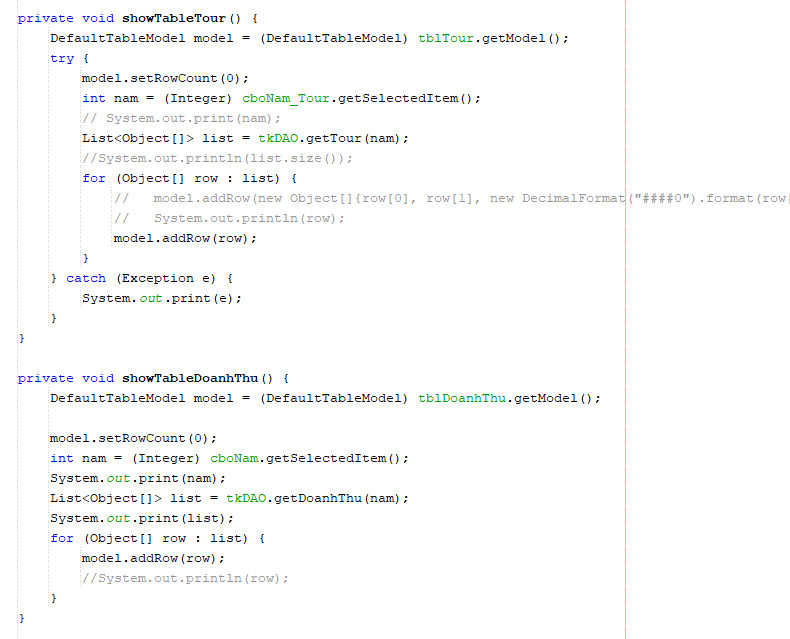 private void showTableTour() {
    DefaultTableModel model = (DefaultTableModel) tblTour.getModel();
    try {
        model.setRowCount(0);
        int nam = (Integer) cboNam_Tour.getSelectedItem();
        // System.out.print(nam);
        List<Object[]> list = tkDAO.getTour(nam);
        //System.out.println(list.size());
        for (Object[] row : list) {
            //   model.addRow(new Object[]{row[0], row[1], new DecimalFormat("####0").format(row[
            //   System.out.println(row);
            model.addRow(row);
        }
    } catch (Exception e) {
        System.out.print(e);
    }
}
private void showTableDoanhThu() {
    DefaultTableModel model = (DefaultTableModel) tblDoanhThu.getModel();
    model.setRowCount(0);
    int nam = (Integer) cboNam.getSelectedItem();
    System.out.print(nam);
    List<Object[]> list = tkDAO.getDoanhThu(nam);
    System.out.print(list);
    for (Object[] row : list) {
        model.addRow(row);
        //System.out.println(row);
    }
}